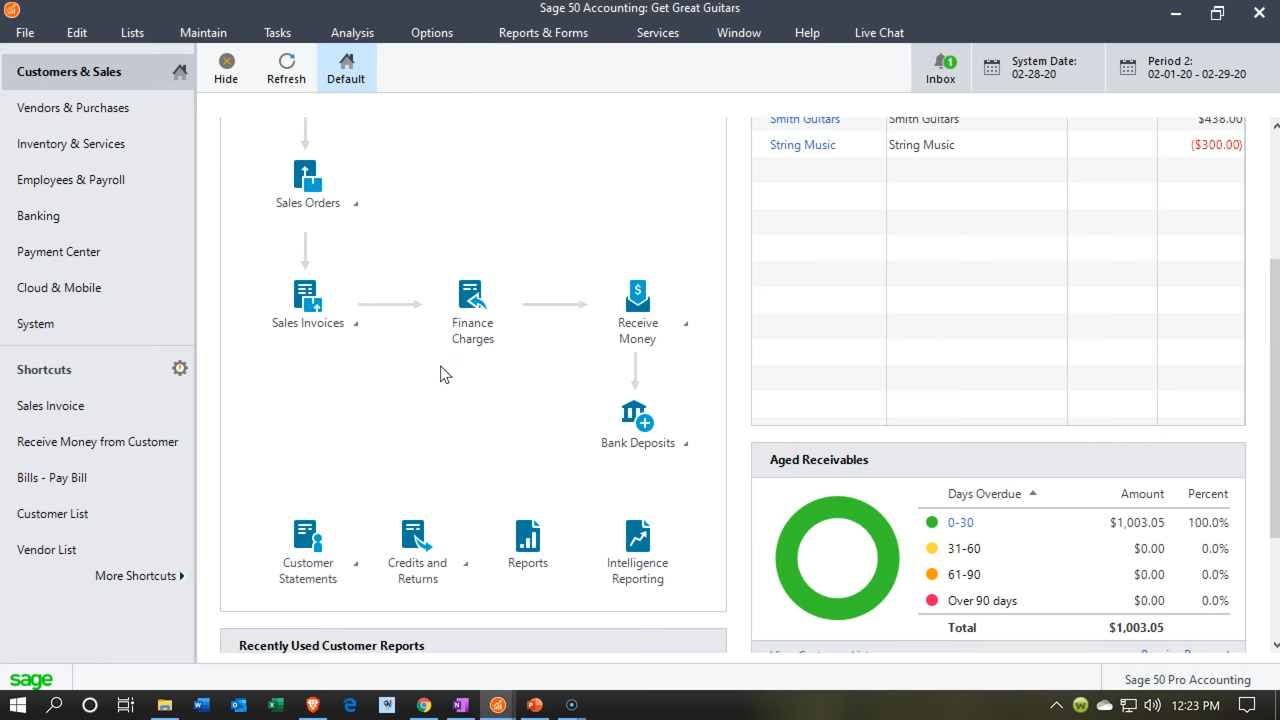 Sage 50 Accounting: Get Great Guitars
File Edit Lists Maintain Tasks Analysis Options Reports & Forms Services Window Help Live Chat
Customers & Sales
Vendors & Purchases
Inventory & Services
Employees & Payroll
Banking
Payment Center
Cloud & Mobile
System
Shortcuts
Sales Invoice
Receive Money from Customer
Bills - Pay Bill
Customer List
Vendor List
More Shortcuts
Hide Refresh Default
1
Inbox
System Date:
02-28-20
Period 2:
02-01-20 - 02-29-20
Sales Orders
Sales Invoices
Finance
Charges
Receive
Money
Bank Deposits
Customer
Statements
Credits and
Returns
Reports
Intelligence
Reporting
Recently Used Customer Reports
Smith Guitars Smith Guitars $438.00
String Music String Music ($300.00)
Aged Receivables
Days Overdue Amount Percent
0-30 $1,003.05 100.0%
31-60 $0.00 0.0%
61-90 $0.00 0.0%
Over 90 days $0.00 0.0%
Total $1,003.05
sage
Sage 50 Pro Accounting
12:23 PM